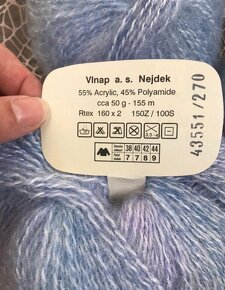 Vlnap a. s. Nejdek
55% Acrylic, 45% Polyamide
cca 50 g - 155 m
Rtex 160 x 2 150Z / 100S
38 40 42 44
7 7 8 9
43551/270